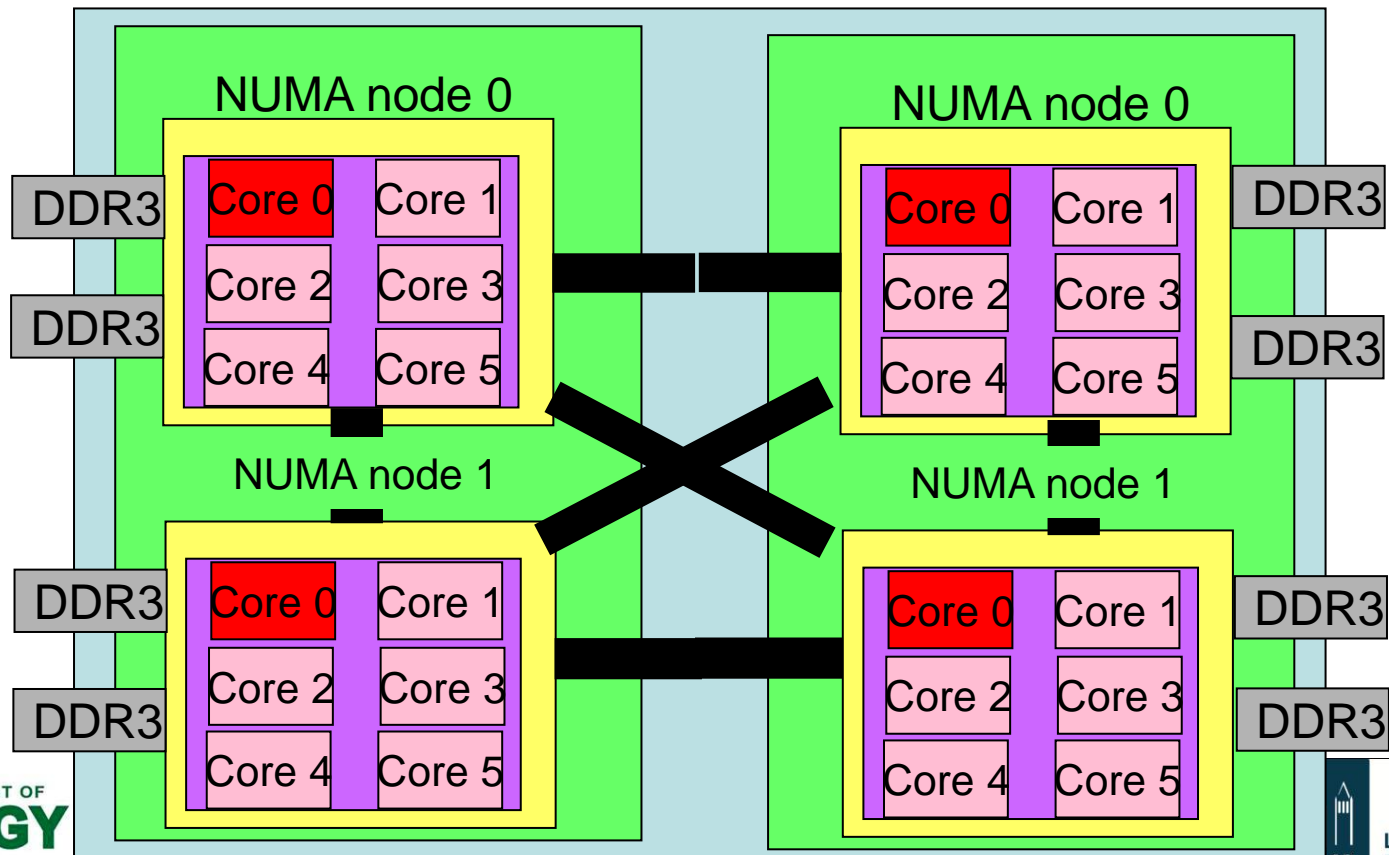 NUMA node 0
NUMA node 0
DDR3
Core 0
Core 1
Core 0
Core 1
DDR3
DDR3
Core 2
Core 3
Core 2
Core 3
DDR3
Core 4
Core 5
Core 4
Core 5
NUMA node 1
NUMA node 1
DDR3
Core 0
Core 1
Core 0
Core 1
DDR3
DDR3
Core 2
Core 3
Core 2
Core 3
DDR3
Core 4
Core 5
Core 4
Core 5
T OF
GY
L